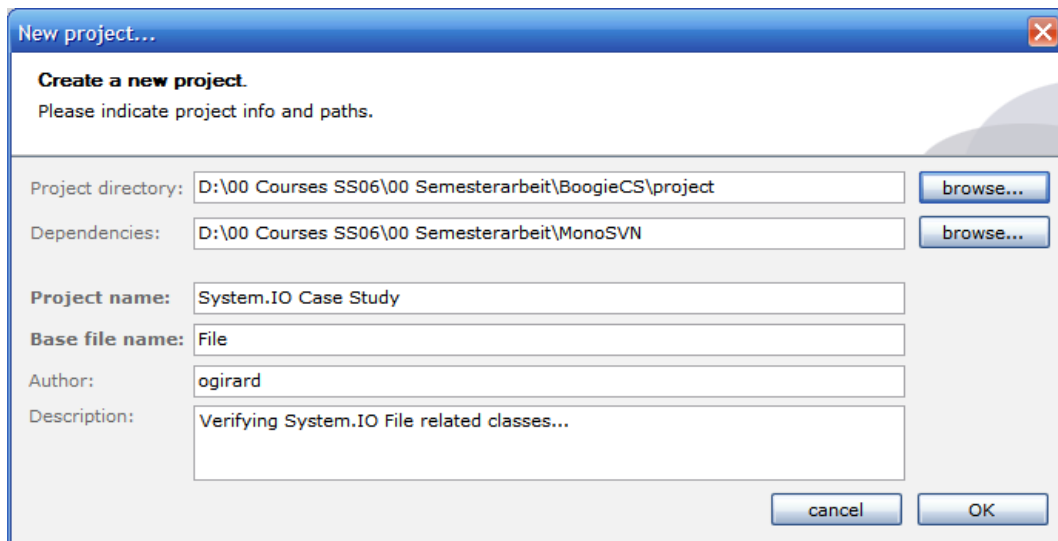 New project...
Create a new project.
Please indicate project info and paths.
Project directory: D:\00 Courses SS06\00 Semesterarbeit\BoogieCS\project browse...
Dependencies: D:\00 Courses SS06\00 Semesterarbeit\MonoSVN browse...
Project name: System.IO Case Study
Base file name: File
Author: ogirard
Description: Verifying System.IO File related classes...
cancel OK